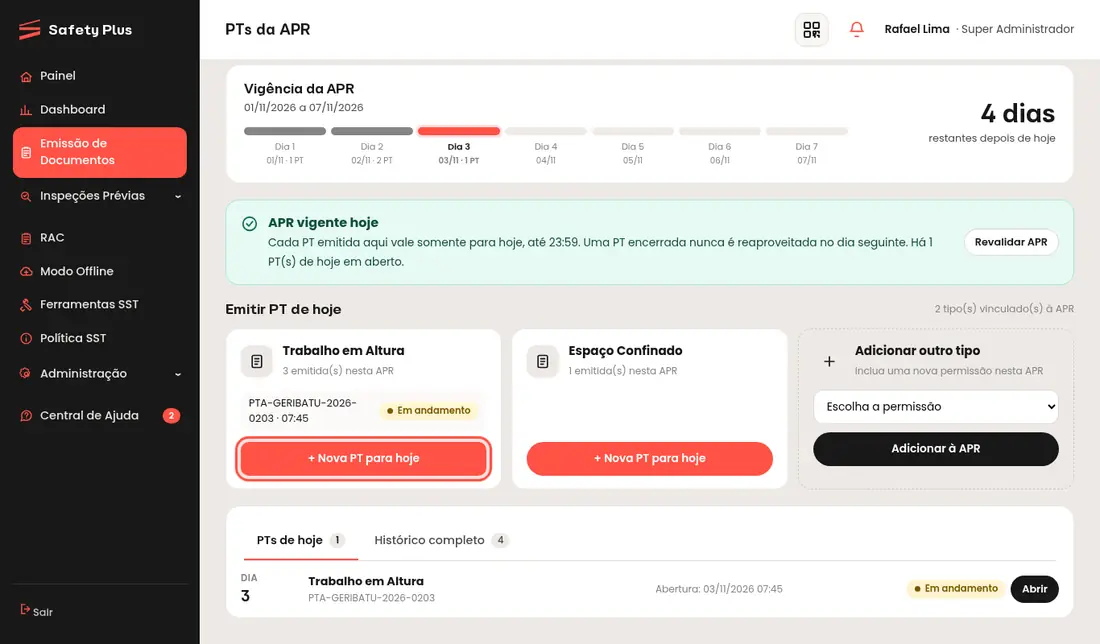 Safety Plus
Painel
Dashboard
Emissão de
Documentos
Inspeções Prévias
RAC
Modo Offline
Ferramentas SST
Política SST
Administração
Central de Ajuda 2
Sair
PTs da APR
Rafael Lima · Super Administrador
Vigência da APR
01/11/2026 a 07/11/2026
Dia 1
01/11 · 1 PT
Dia 2
02/11 · 2 PT
Dia 3
03/11 · 1 PT
Dia 4
04/11
Dia 5
05/11
Dia 6
06/11
Dia 7
07/11
4 dias
restantes depois de hoje
APR vigente hoje
Cada PT emitida aqui vale somente para hoje, até 23:59. Uma PT encerrada nunca é reaproveitada no dia seguinte. Há 1
PT(s) de hoje em aberto.
Revalidar APR
Emitir PT de hoje
2 tipo(s) vinculado(s) à APR
Trabalho em Altura
3 emitida(s) nesta APR
PTA-GERIBATU-2026-
0203 · 07:45
Em andamento
+ Nova PT para hoje
Espaço Confinado
1 emitida(s) nesta APR
+ Nova PT para hoje
+ Adicionar outro tipo
Inclua uma nova permissão nesta APR
Escolha a permissão
Adicionar à APR
PTs de hoje 1
Histórico completo 4
DIA
3
Trabalho em Altura
PTA-GERIBATU-2026-0203
Abertura: 03/11/2026 07:45
Em andamento
Abrir